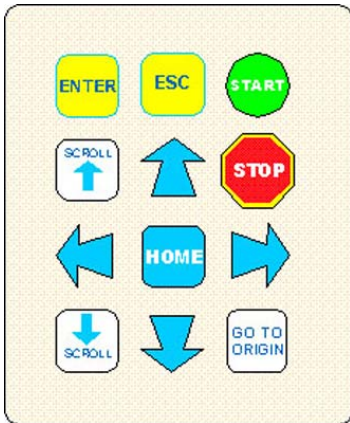 ENTER
ESC
START
SCROLL
STOP
HOME
SCROLL
GO TO
ORIGIN